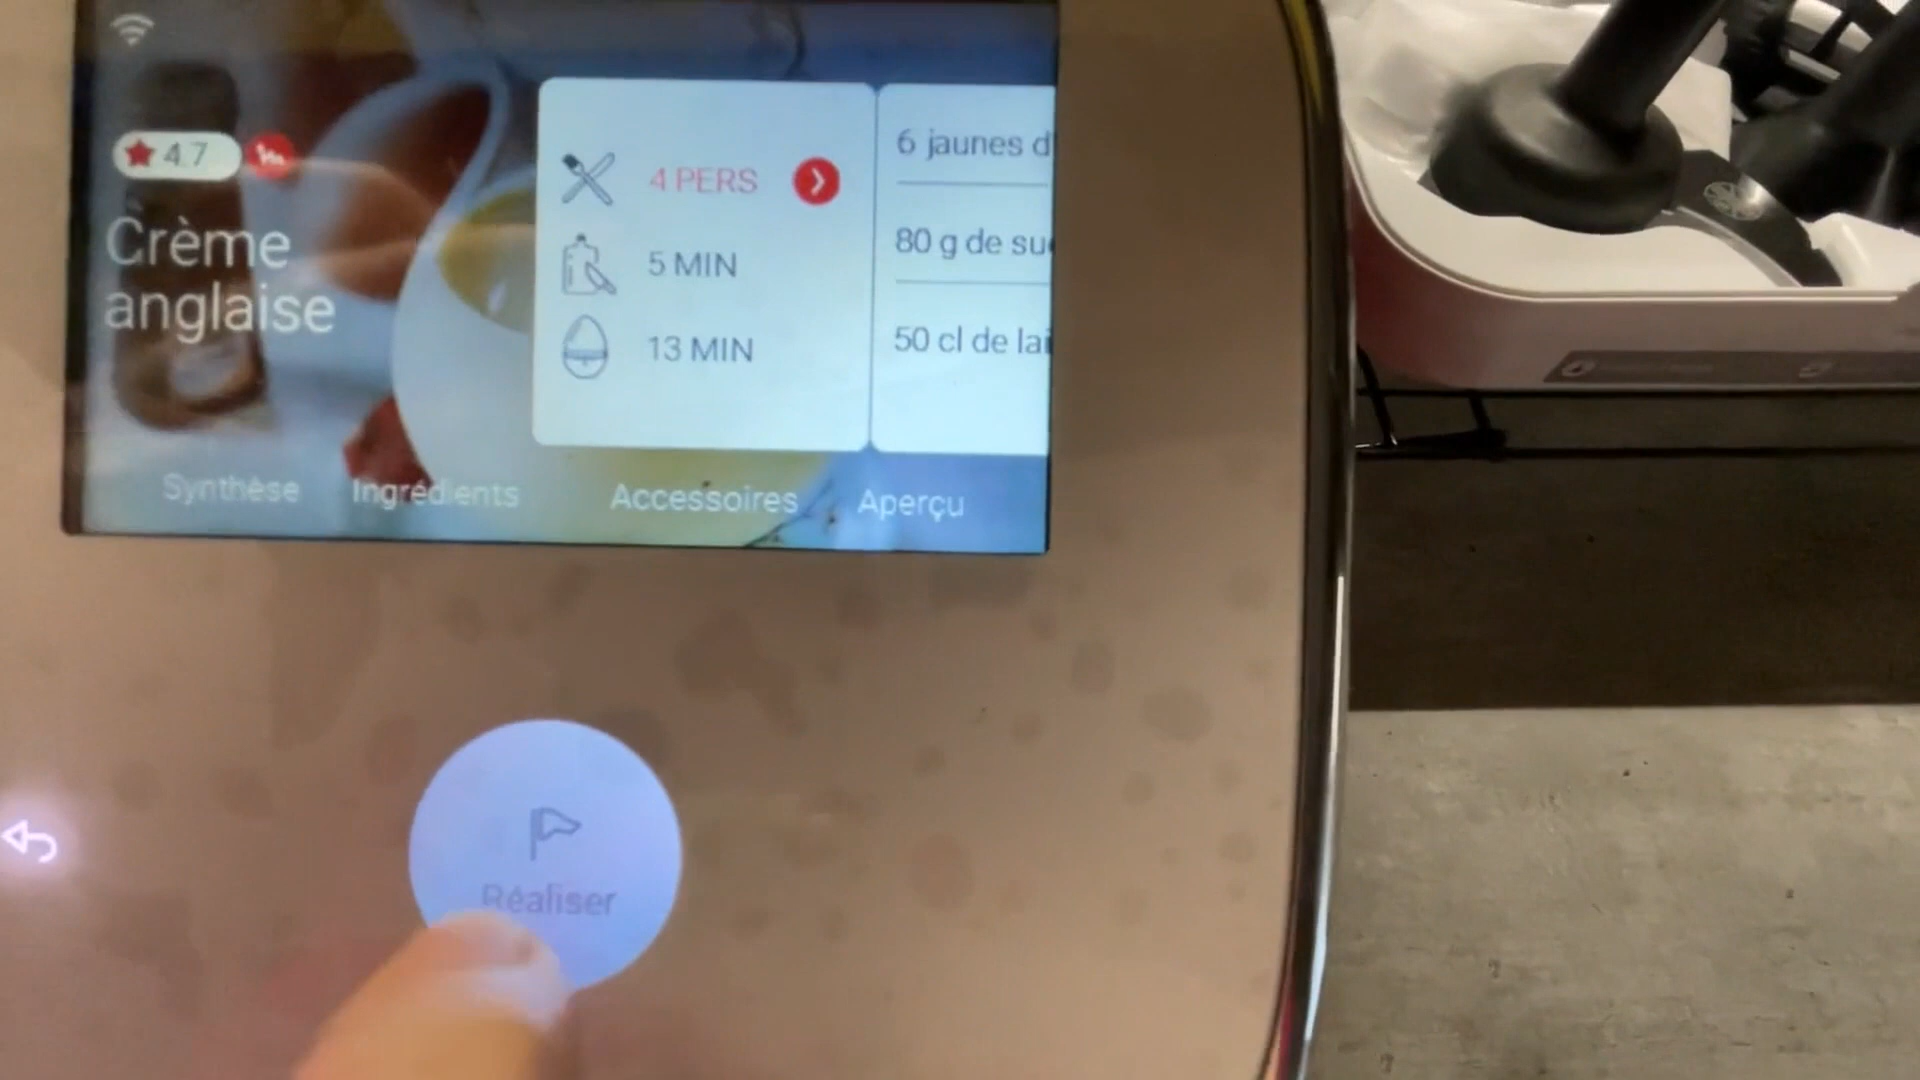 4.7
Crème
anglaise
4 PERS
5 MIN
13 MIN
6 jaunes d'
80 g de su
50 cl de lai
Synthèse
Ingrédients
Accessoires
Aperçu
Réaliser